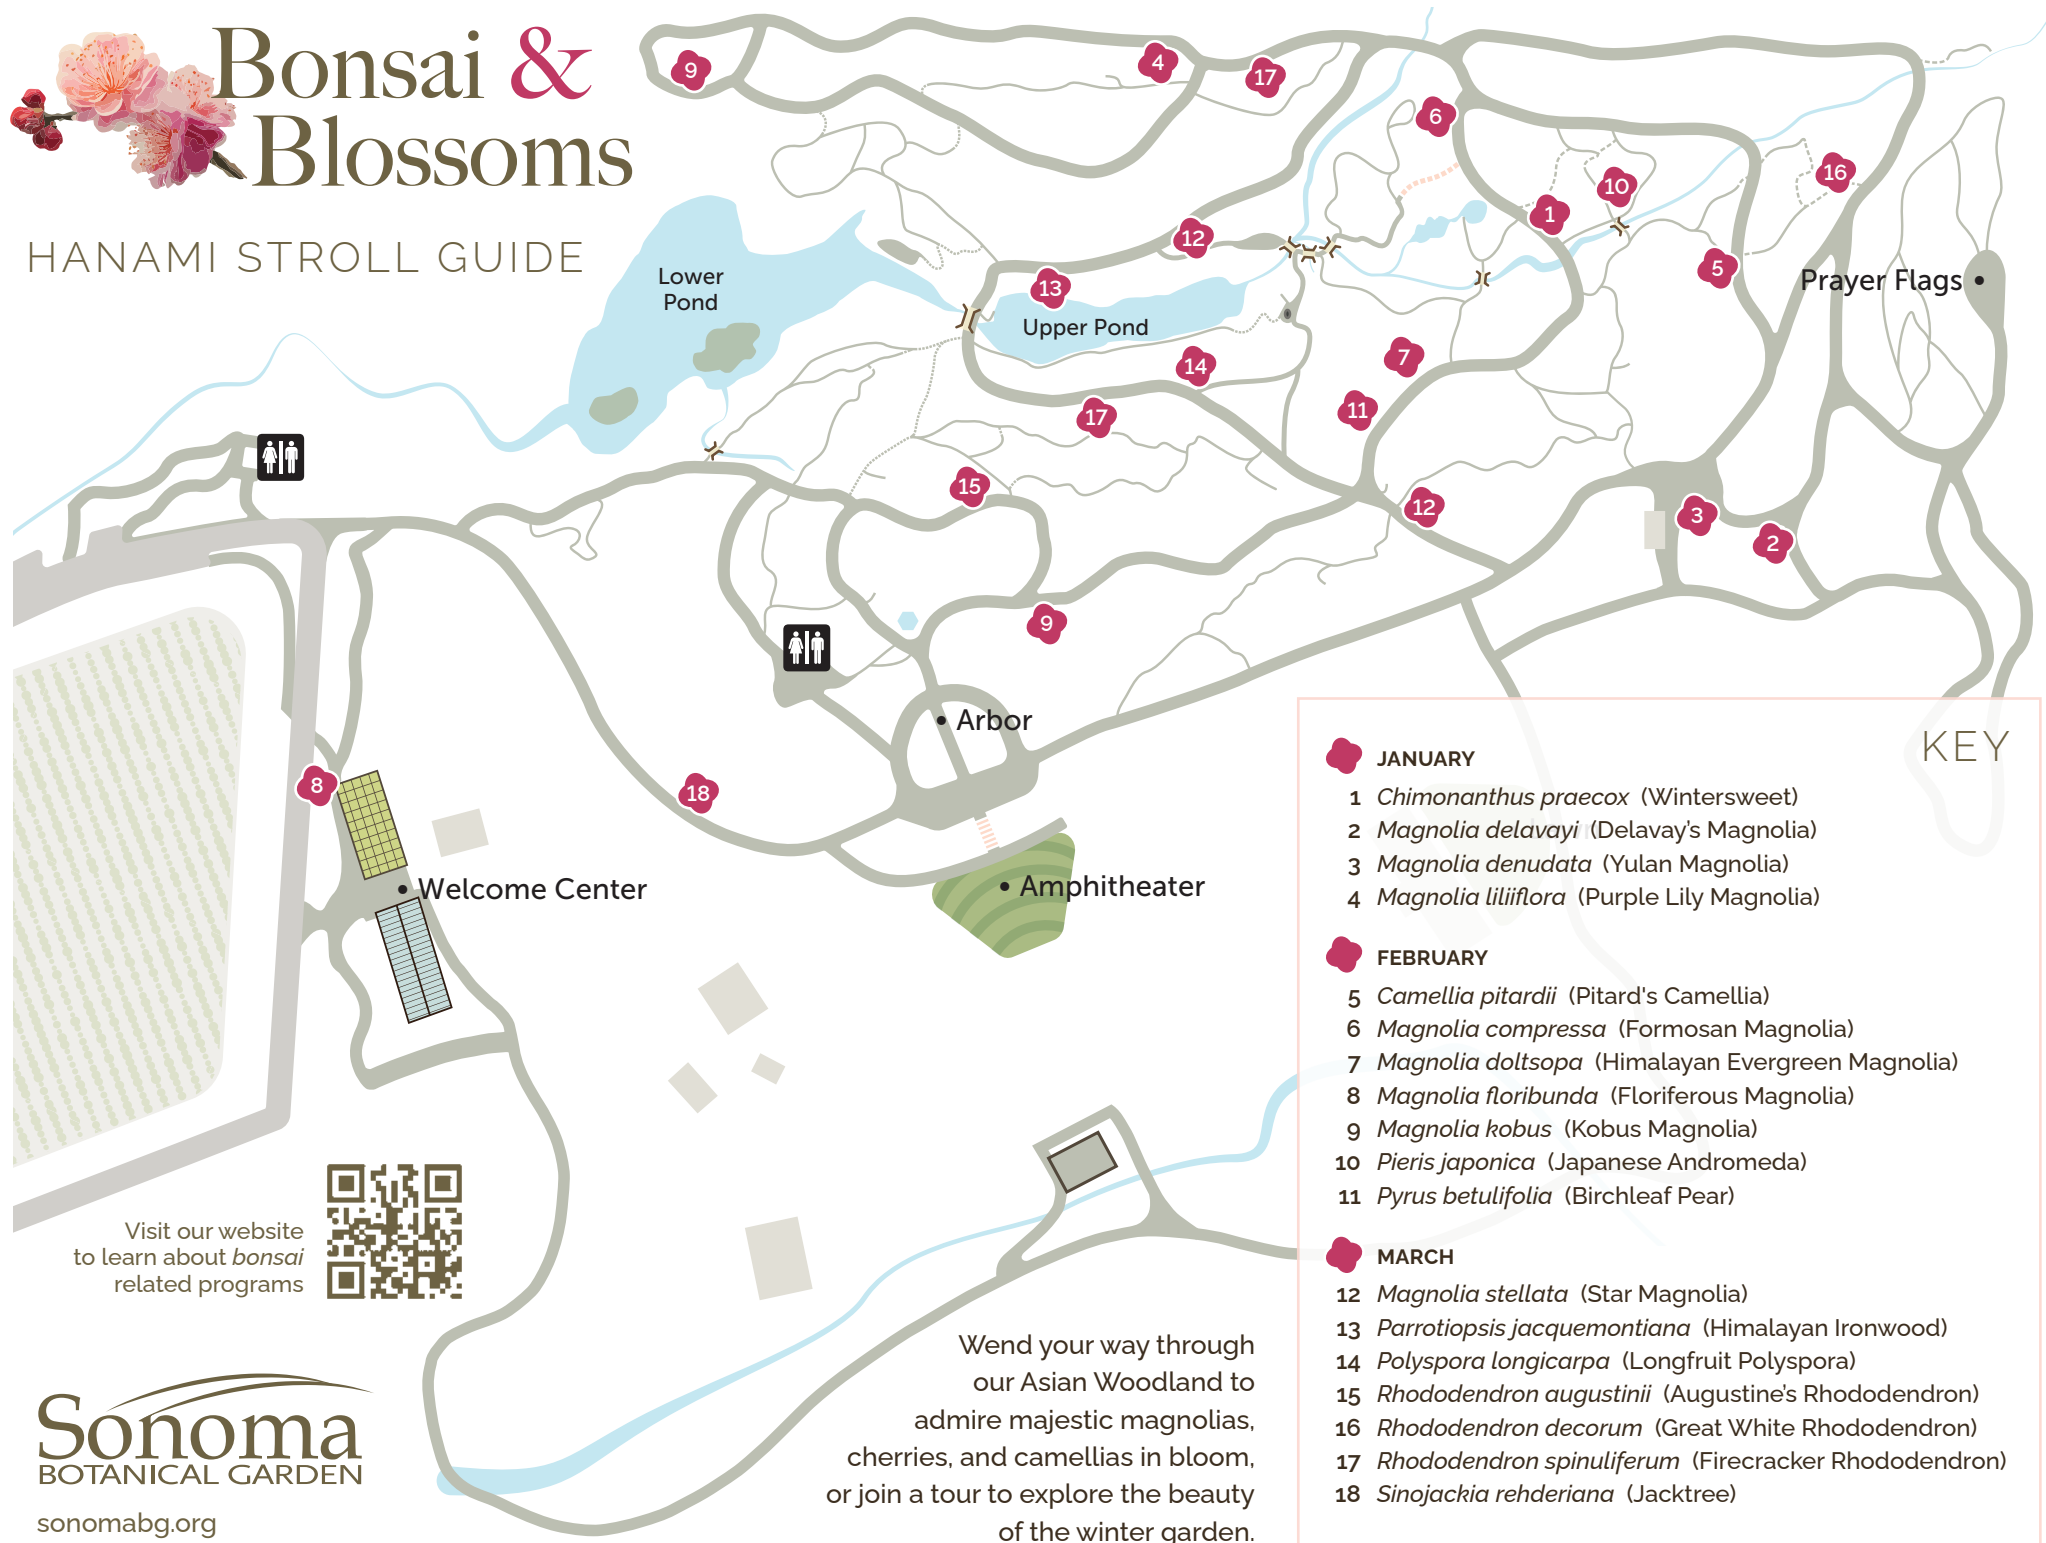 Bonsai &
Blossoms
HANAMI STROLL GUIDE
9
4
17
6
16
10
1
12
5
Prayer Flags
13
Lower
Pond
Upper Pond
7
14
11
17
15
12
3
2
9
Arbor
8
18
Welcome Center
Amphitheater
KEY
JANUARY
1 Chimonanthus praecox (Wintersweet)
2 Magnolia delavayi (Delavay’s Magnolia)
3 Magnolia denudata (Yulan Magnolia)
4 Magnolia liliiflora (Purple Lily Magnolia)
FEBRUARY
5 Camellia pitardii (Pitard's Camellia)
6 Magnolia compressa (Formosan Magnolia)
7 Magnolia doltsopa (Himalayan Evergreen Magnolia)
8 Magnolia floribunda (Floriferous Magnolia)
9 Magnolia kobus (Kobus Magnolia)
10 Pieris japonica (Japanese Andromeda)
11 Pyrus betulifolia (Birchleaf Pear)
MARCH
12 Magnolia stellata (Star Magnolia)
13 Parrotiopsis jacquemontiana (Himalayan Ironwood)
14 Polyspora longicarpa (Longfruit Polyspora)
15 Rhododendron augustinii (Augustine’s Rhododendron)
16 Rhododendron decorum (Great White Rhododendron)
17 Rhododendron spinuliferum (Firecracker Rhododendron)
18 Sinojackia rehderiana (Jacktree)
Visit our website
to learn about bonsai
related programs
Sonoma
BOTANICAL GARDEN
sonomabg.org
Wend your way through
our Asian Woodland to
admire majestic magnolias,
cherries, and camellias in bloom,
or join a tour to explore the beauty
of the winter garden.